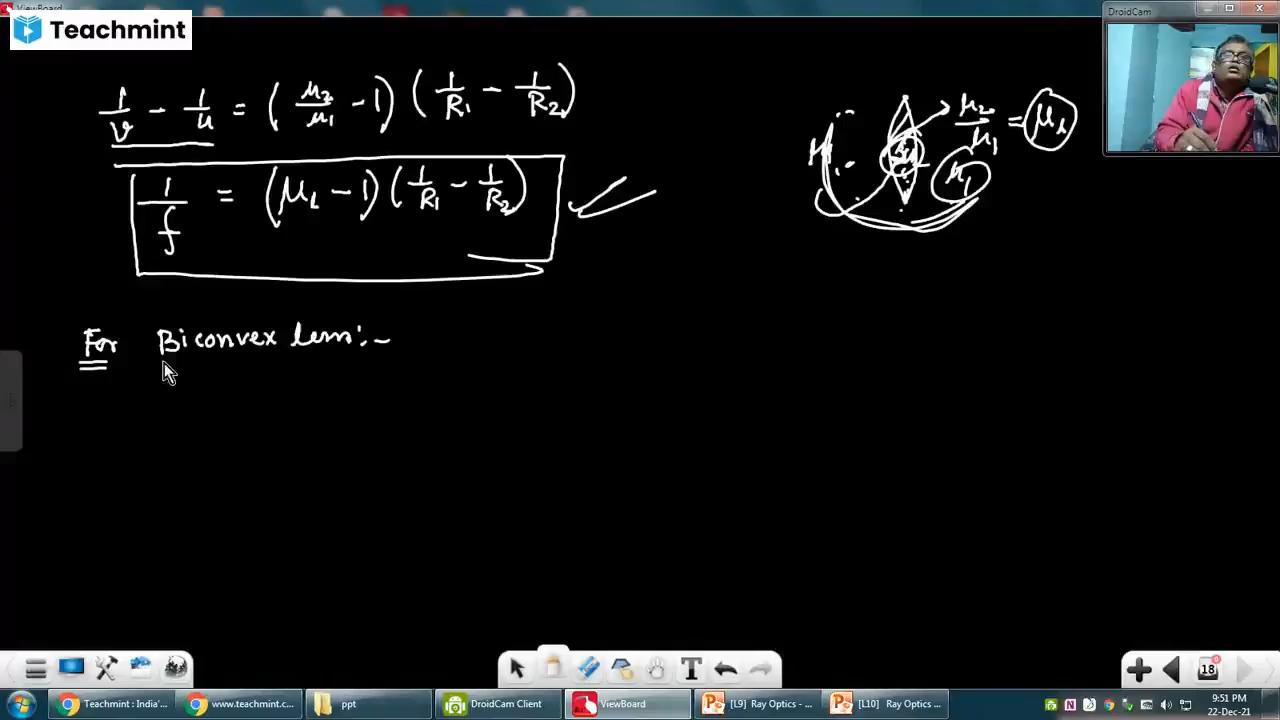 ViewBoard
Teachmint
DroidCam
1/v - 1/u = (μ₂/μ₁ - 1) (1/R₁ - 1/R₂)
μ₂/μ₁ =
μ₁
1/f = (μ - 1) (1/R₁ - 1/R₂)
For Biconvex lens:-
T
18
Teachmint : India'...
www.teachmint.c...
ppt
DroidCam Client
ViewBoard
[L9] Ray Optics - ...
[L10] Ray Optics ...
9:51 PM
22-Dec-21